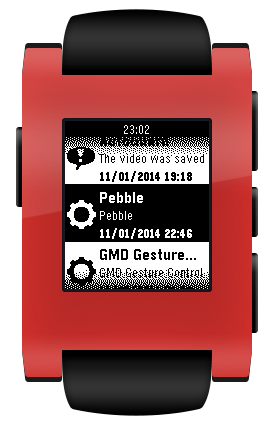 23:02
The video was saved
11/01/2014 19:18
Pebble
Pebble
11/01/2014 22:46
GMD Gesture...
GMD Gesture Control